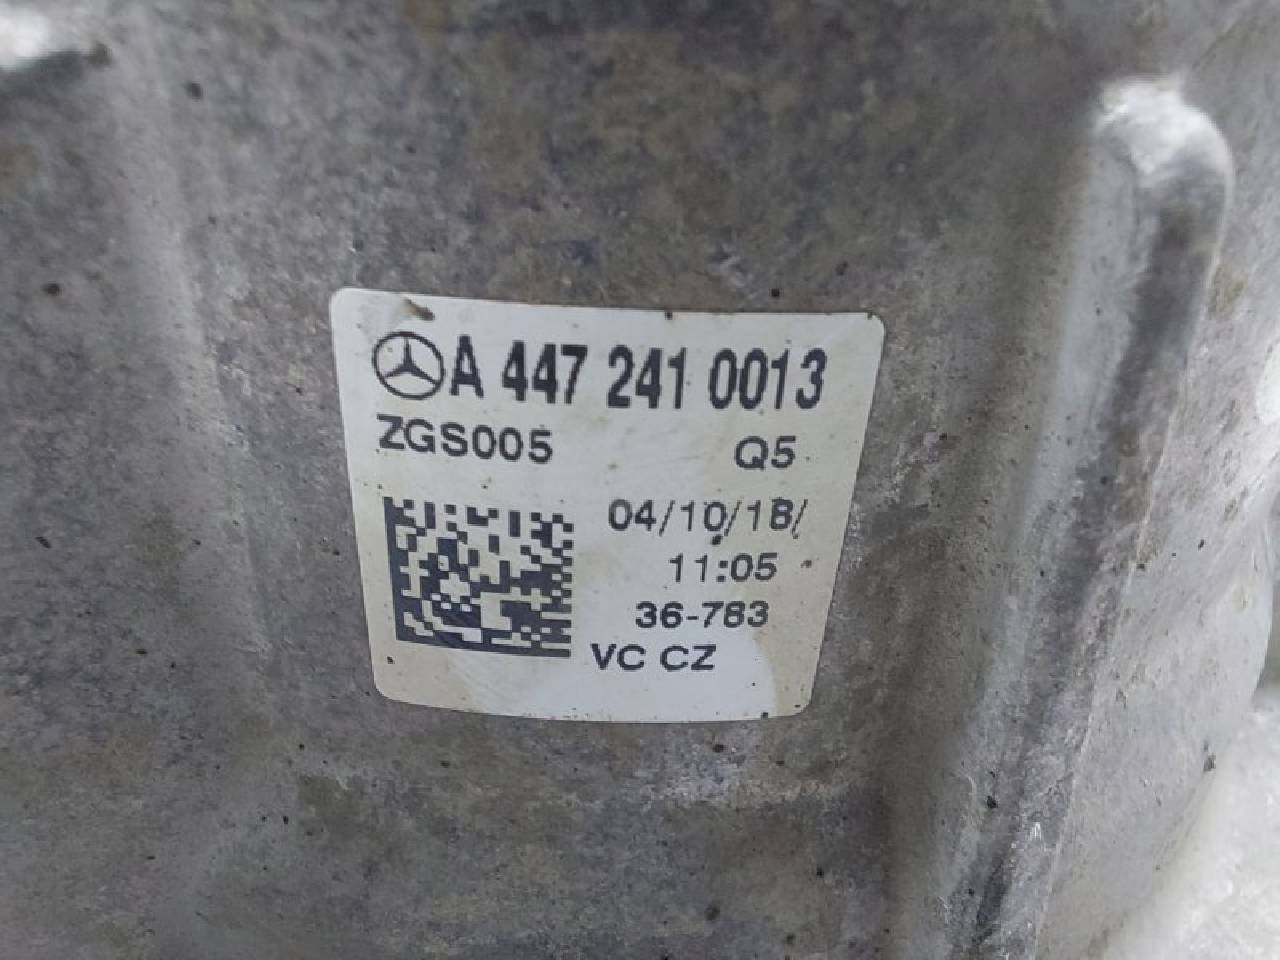 A 447 241 0013
ZGS005 Q5
04/10/18/
11:05
36-783
VC CZ